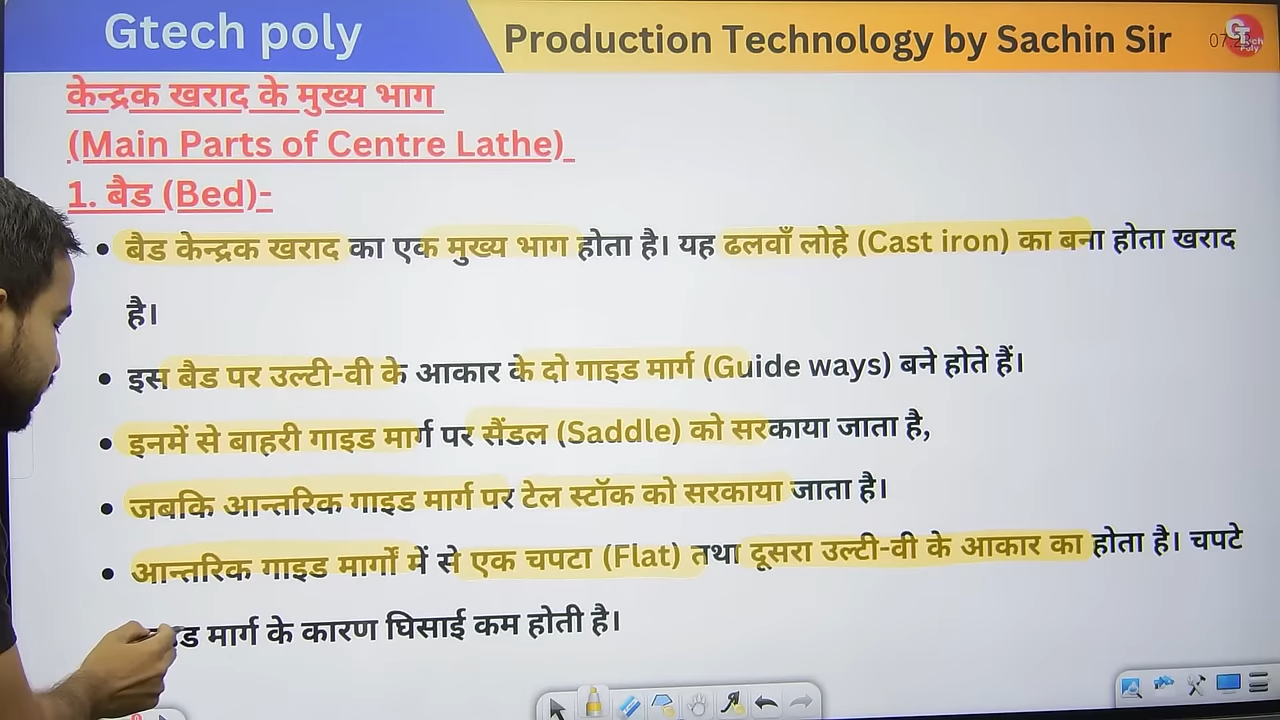 Gtech poly
Production Technology by Sachin Sir
केन्द्रक खराद के मुख्य भाग
(Main Parts of Centre Lathe)
1. बैड (Bed)-
• बैड केन्द्रक खराद का एक मुख्य भाग होता है। यह ढलवाँ लोहे (Cast iron) का बना होता खराद
है।
• इस बैड पर उल्टी-वी के आकार के दो गाइड मार्ग (Guide ways) बने होते हैं।
• इनमें से बाहरी गाइड मार्ग पर सैंडल (Saddle) को सरकाया जाता है,
• जबकि आन्तरिक गाइड मार्ग पर टेल स्टॉक को सरकाया जाता है।
• आन्तरिक गाइड मार्गों में से एक चपटा (Flat) तथा दूसरा उल्टी-वी के आकार का होता है। चपटे
मार्ग के कारण घिसाई कम होती है।